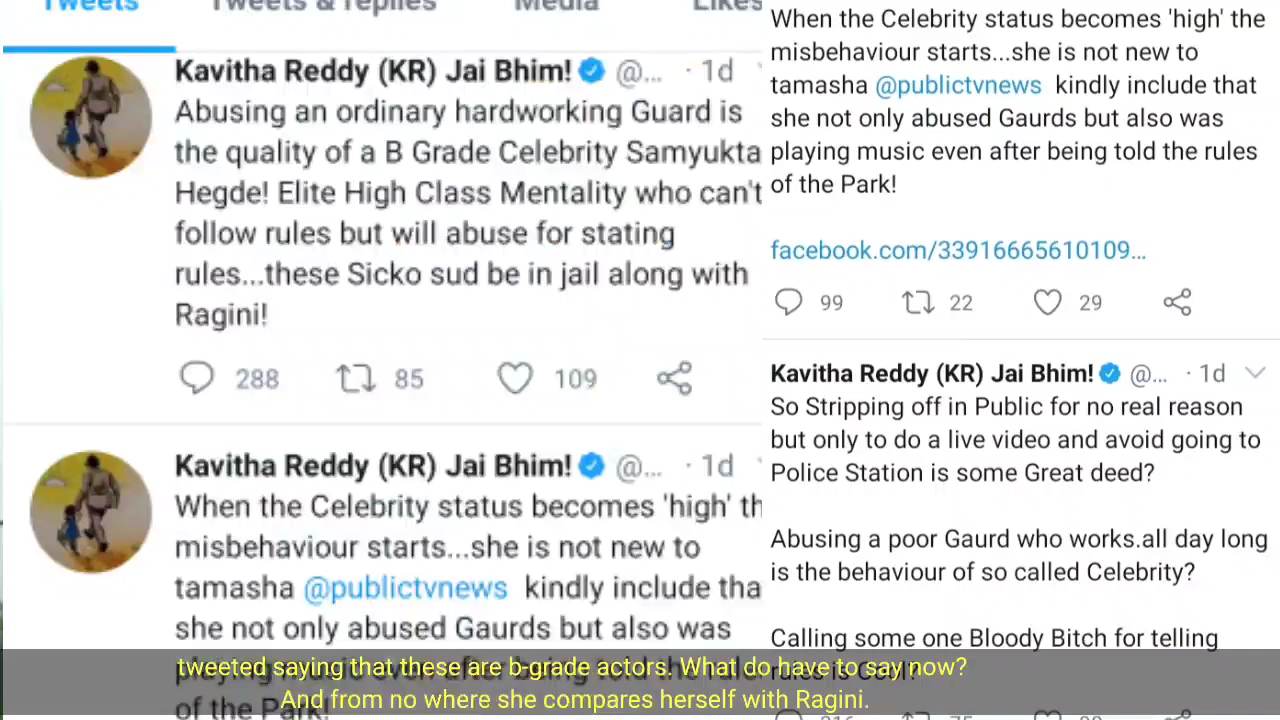 Tweets Tweets & replies Media Likes
Kavitha Reddy (KR) Jai Bhim! @... · 1d
Abusing an ordinary hardworking Guard is
the quality of a B Grade Celebrity Samyukta
Hegde! Elite High Class Mentality who can't
follow rules but will abuse for stating
rules...these Sicko sud be in jail along with
Ragini!
288 85 109
Kavitha Reddy (KR) Jai Bhim! @... · 1d
When the Celebrity status becomes 'high' th
misbehaviour starts...she is not new to
tamasha @publictvnews kindly include tha
she not only abused Gaurds but also was
of the Park!
When the Celebrity status becomes 'high' the
misbehaviour starts...she is not new to
tamasha @publictvnews kindly include that
she not only abused Gaurds but also was
playing music even after being told the rules
of the Park!
facebook.com/33916665610109...
99 22 29
Kavitha Reddy (KR) Jai Bhim! @... · 1d
So Stripping off in Public for no real reason
but only to do a live video and avoid going to
Police Station is some Great deed?
Abusing a poor Gaurd who works.all day long
is the behaviour of so called Celebrity?
Calling some one Bloody Bitch for telling
tweeted saying that these are b-grade actors. What do have to say now?
And from no where she compares herself with Ragini.